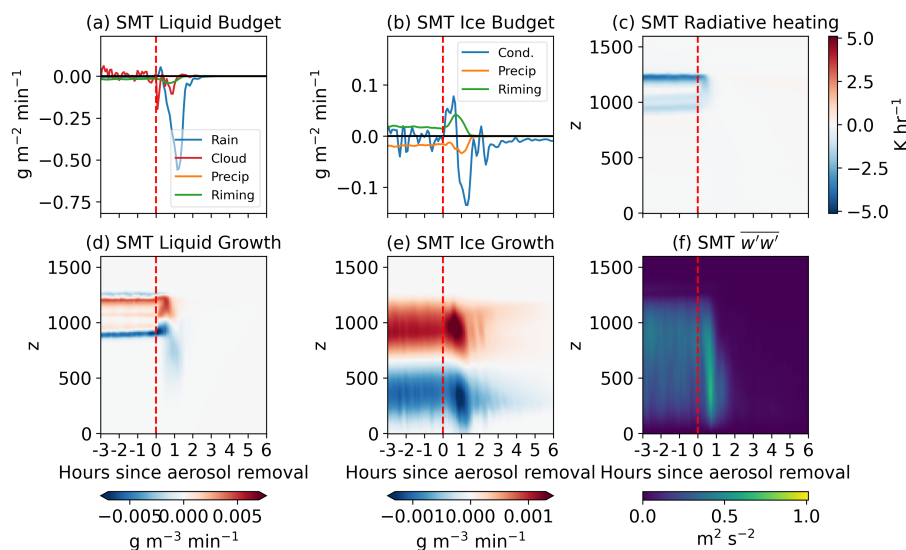 (a) SMT Liquid Budget
(b) SMT Ice Budget
(c) SMT Radiative heating
g m⁻² min⁻¹
0.00
−0.25
−0.50
−0.75
Rain
Cloud
Precip
Riming
g m⁻² min⁻¹
0.1
0.0
−0.1
Cond.
Precip
Riming
z
1500
1000
500
0
5.0
2.5
0.0
−2.5
−5.0
K hr⁻¹
(d) SMT Liquid Growth
(e) SMT Ice Growth
(f) SMT w′w′
z
1500
1000
500
0
-3-2-1 0 1 2 3 4 5 6
Hours since aerosol removal
z
1500
1000
500
0
-3-2-1 0 1 2 3 4 5 6
Hours since aerosol removal
z
1500
1000
500
0
-3-2-1 0 1 2 3 4 5 6
Hours since aerosol removal
−0.005 0.000 0.005
g m⁻³ min⁻¹
−0.001 0.000 0.001
g m⁻³ min⁻¹
0.0 0.5 1.0
m² s⁻²